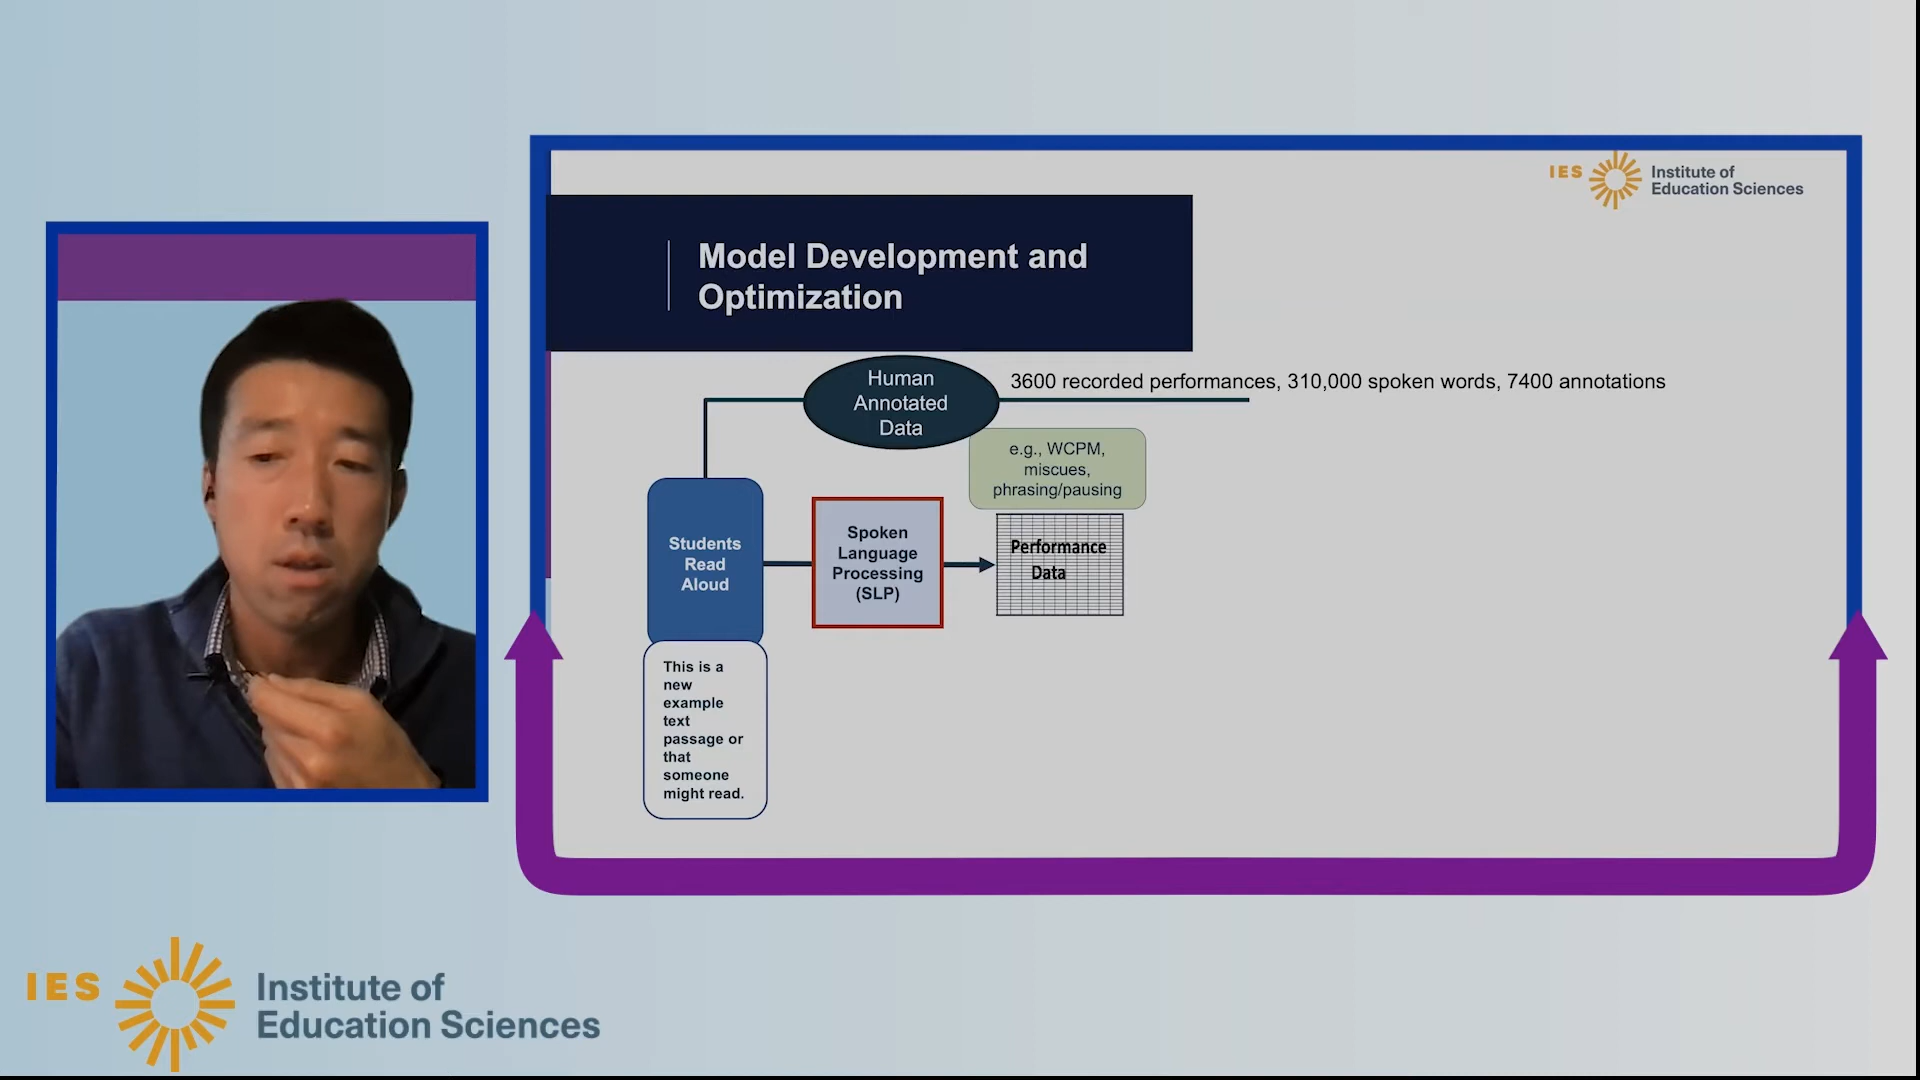 IES
Institute of
Education Sciences
Model Development and
Optimization
Human
Annotated
Data
3600 recorded performances, 310,000 spoken words, 7400 annotations
e.g., WCPM,
miscues,
phrasing/pausing
Students
Read
Aloud
Spoken
Language
Processing
(SLP)
Performance
Data
This is a
new
example
text
passage or
that
someone
might read.
IES
Institute of
Education Sciences